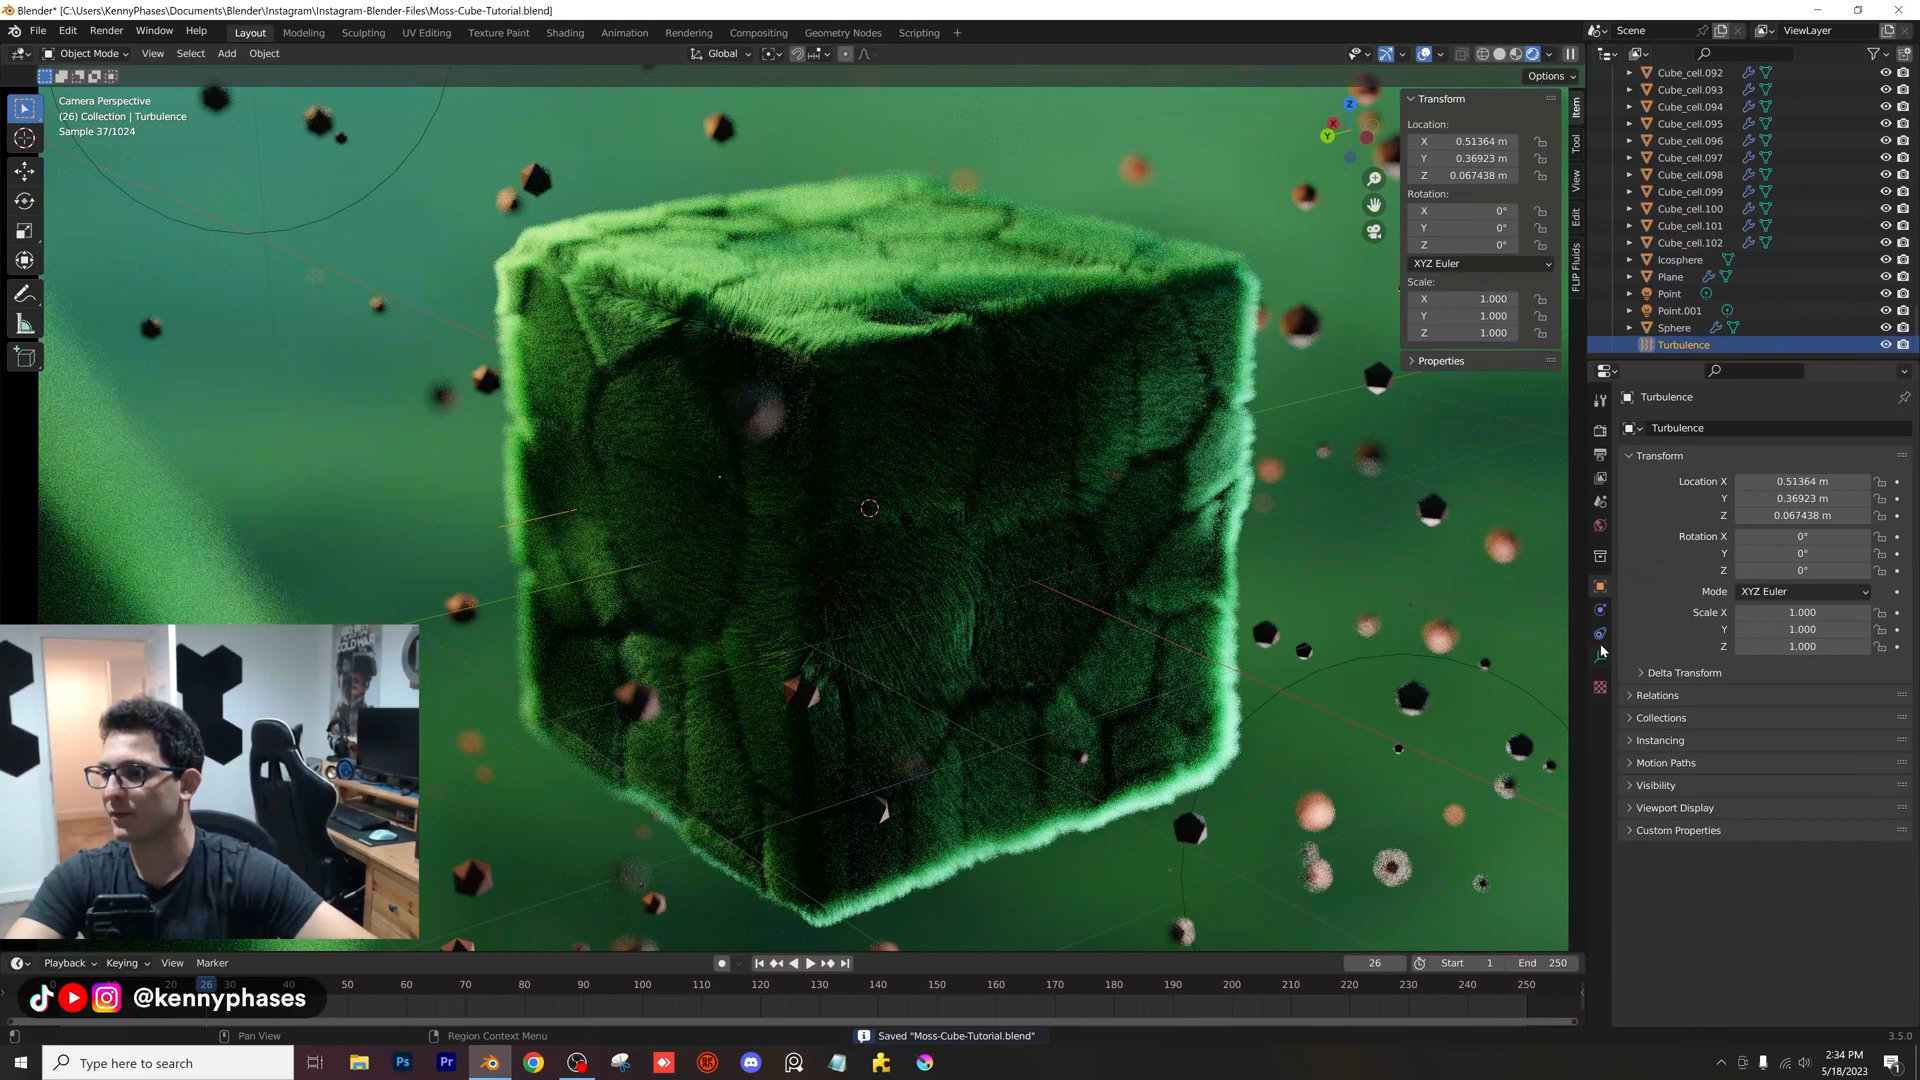 Blender* [C:\Users\KennyPhases\Documents\Blender\Instagram\Instagram-Blender-Files\Moss-Cube-Tutorial.blend]
File Edit Render Window Help Layout Modeling Sculpting UV Editing Texture Paint Shading Animation Rendering Compositing Geometry Nodes Scripting + Scene ViewLayer
Object Mode View Select Add Object Global
Options
Camera Perspective
(26) Collection | Turbulence
Sample 37/1024
Z
X
Y
Transform
Location:
X 0.51364 m
Y 0.36923 m
Z 0.067438 m
Rotation:
X 0°
Y 0°
Z 0°
XYZ Euler
Scale:
X 1.000
Y 1.000
Z 1.000
Properties
Item
Tool
View
Edit
FLIP Fluids
Cube_cell.092
Cube_cell.093
Cube_cell.094
Cube_cell.095
Cube_cell.096
Cube_cell.097
Cube_cell.098
Cube_cell.099
Cube_cell.100
Cube_cell.101
Cube_cell.102
Icosphere
Plane
Point
Point.001
Sphere
Turbulence
Turbulence
Turbulence
Transform
Location X 0.51364 m
Y 0.36923 m
Z 0.067438 m
Rotation X 0°
Y 0°
Z 0°
Mode XYZ Euler
Scale X 1.000
Y 1.000
Z 1.000
Delta Transform
Relations
Collections
Instancing
Motion Paths
Visibility
Viewport Display
Custom Properties
COLD WAR
Playback Keying View Marker 26 Start 1 End 250
0 20 26 30 40 50 60 70 80 90 100 110 120 130 140 150 160 170 180 190 200 210 220 230 240 250
@kennyphases
Pan View Region Context Menu Saved "Moss-Cube-Tutorial.blend" 3.5.0
Type here to search Ps Pr
2:34 PM
5/18/2023
1